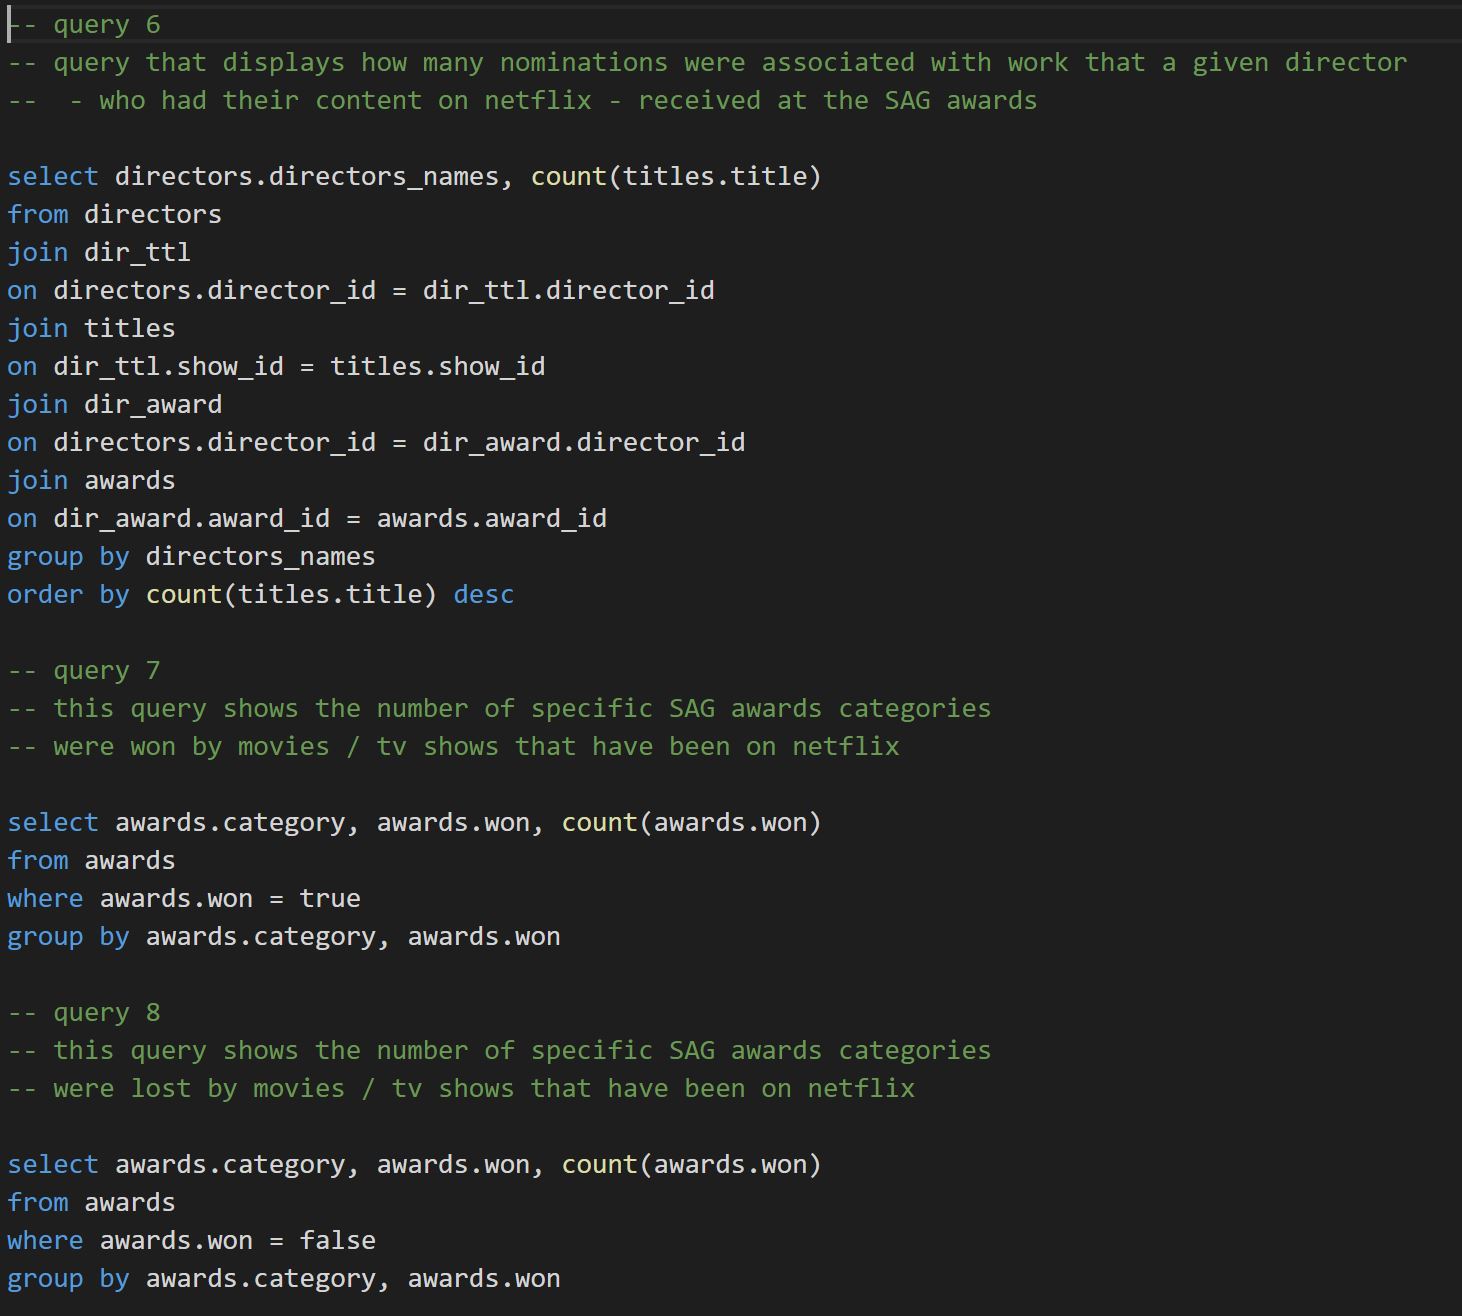 -- query 6
-- query that displays how many nominations were associated with work that a given director
--  - who had their content on netflix - received at the SAG awards
select directors.directors_names, count(titles.title)
from directors
join dir_ttl
on directors.director_id = dir_ttl.director_id
join titles
on dir_ttl.show_id = titles.show_id
join dir_award
on directors.director_id = dir_award.director_id
join awards
on dir_award.award_id = awards.award_id
group by directors_names
order by count(titles.title) desc
-- query 7
-- this query shows the number of specific SAG awards categories
-- were won by movies / tv shows that have been on netflix
select awards.category, awards.won, count(awards.won)
from awards
where awards.won = true
group by awards.category, awards.won
-- query 8
-- this query shows the number of specific SAG awards categories
-- were lost by movies / tv shows that have been on netflix
select awards.category, awards.won, count(awards.won)
from awards
where awards.won = false
group by awards.category, awards.won